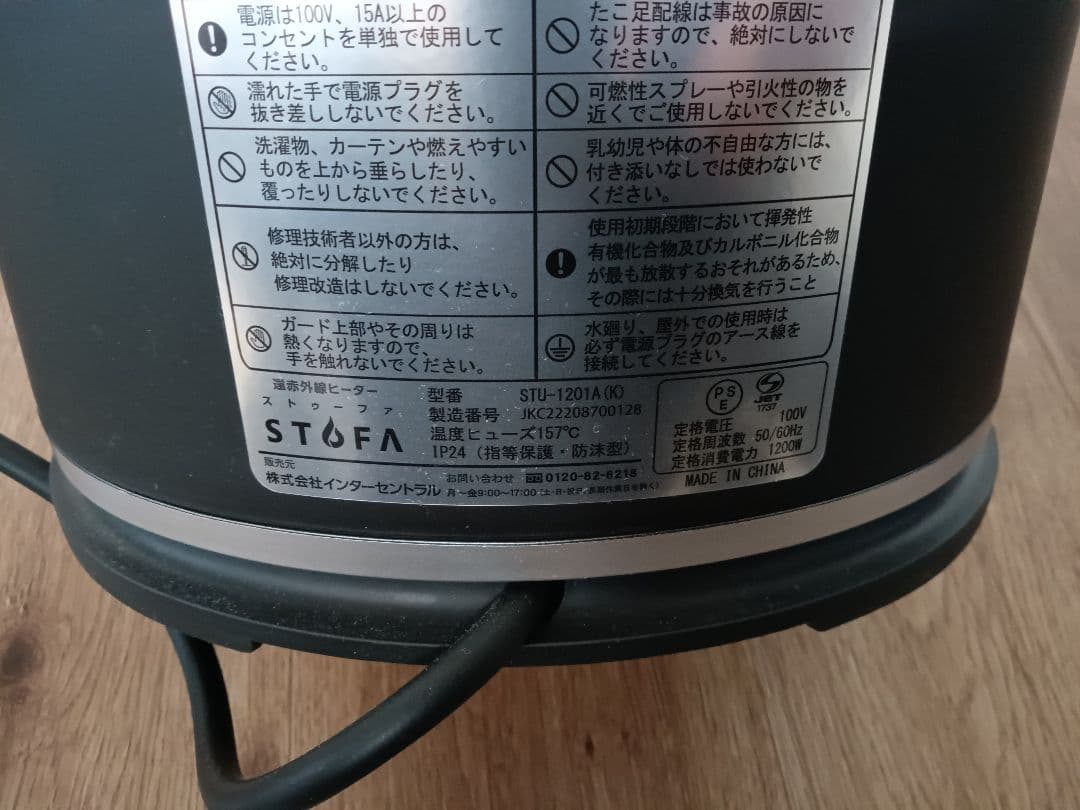 電源は100V、15A以上の
コンセントを単独で使用して
ください。
たこ足配線は事故の原因に
なりますので、絶対にしないで
ください。
濡れた手で電源プラグを
抜き差ししないでください。
可燃性スプレーや引火性の物を
近くでご使用しないでください。
洗濯物、カーテンや燃えやすい
ものを上から垂らしたり、
覆ったりしないでください。
乳幼児や体の不自由な方には、
付き添いなしでは使わないで
ください。
修理技術者以外の方は、
絶対に分解したり
修理改造はしないでください。
使用初期段階において揮発性
有機化合物及びカルボニル化合物
が最も放散するおそれがあるため、
その際には十分換気を行うこと
ガード上部やその周りは
熱くなりますので、
手を触れないでください。
水廻り、屋外での使用時は
必ず電源プラグのアース線を
接続してください。
遠赤外線ヒーター
ストゥーファ
STUFA
型番 STU-1201A(K)
製造番号 JKC22208700128
温度ヒューズ157℃
IP24(指等保護・防沫型)
PS
E
JET
1737
定格電圧 100V
定格周波数 50/60Hz
定格消費電力 1200W
MADE IN CHINA
販売元
株式会社インターセントラル
お問い合わせ 0120-82-6218
月~金9:00~17:00(土・日・祝日・長期休業日を除く)